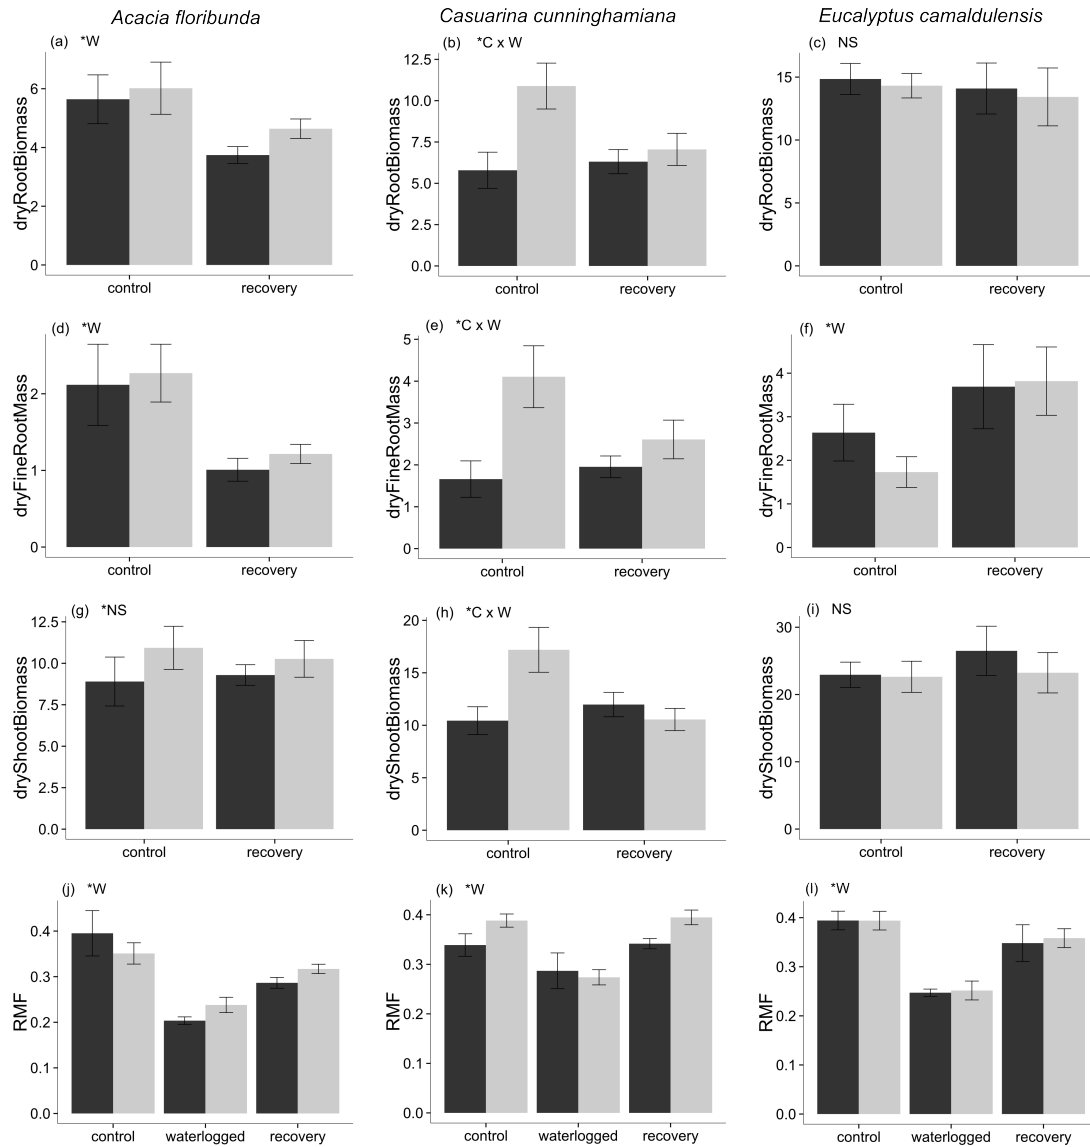 Acacia floribunda
Casuarina cunninghamiana
Eucalyptus camaldulensis
(a) *W
dryRootBiomass
6
4
2
0
control recovery
(b) *C x W
dryRootBiomass
12.5
10.0
7.5
5.0
2.5
0.0
control recovery
(c) NS
dryRootBiomass
15
10
5
0
control recovery
(d) *W
dryFineRootMass
2
1
0
control recovery
(e) *C x W
dryFineRootMass
5
4
3
2
1
0
control recovery
(f) *W
dryFineRootMass
4
3
2
1
0
control recovery
(g) *NS
dryShootBiomass
12.5
10.0
7.5
5.0
2.5
0.0
control recovery
(h) *C x W
dryShootBiomass
20
15
10
5
0
control recovery
(i) NS
dryShootBiomass
30
20
10
0
control recovery
(j) *W
RMF
0.4
0.3
0.2
0.1
0.0
control waterlogged recovery
(k) *W
RMF
0.4
0.3
0.2
0.1
0.0
control waterlogged recovery
(l) *W
RMF
0.4
0.3
0.2
0.1
0.0
control waterlogged recovery